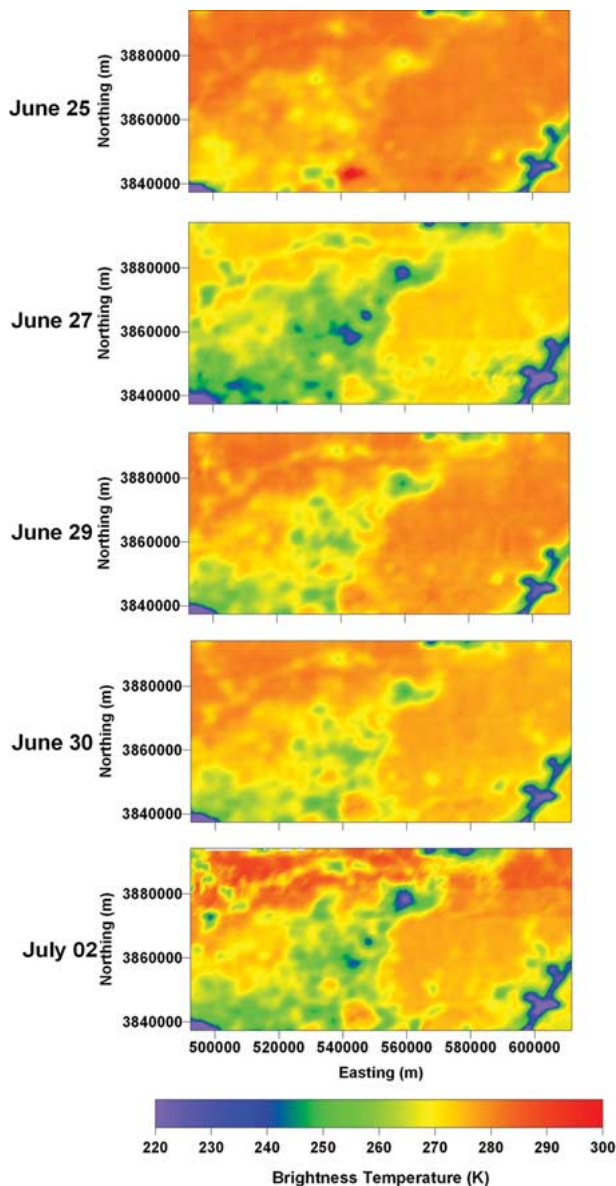 June 25
Northing (m)
3880000
3860000
3840000
June 27
Northing (m)
3880000
3860000
3840000
June 29
Northing (m)
3880000
3860000
3840000
June 30
Northing (m)
3880000
3860000
3840000
July 02
Northing (m)
3880000
3860000
3840000
500000 520000 540000 560000 580000 600000
Easting (m)
220 230 240 250 260 270 280 290 300
Brightness Temperature (K)